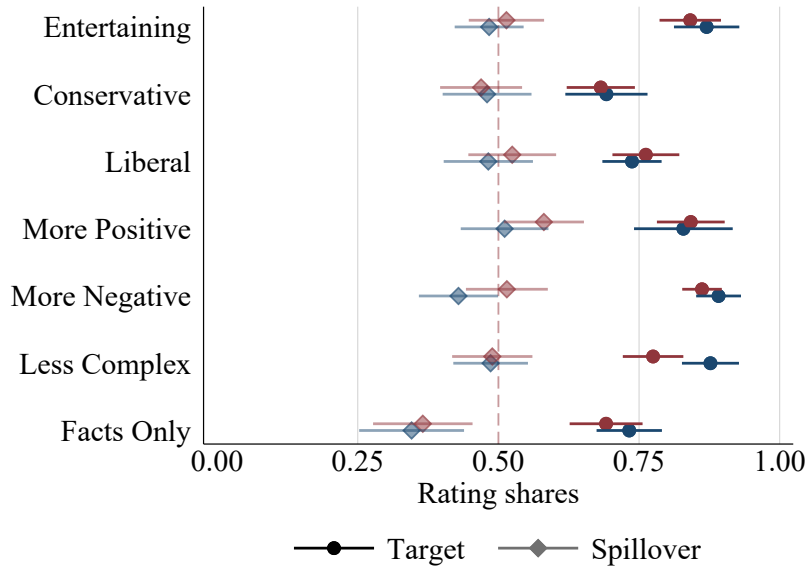 Entertaining
Conservative
Liberal
More Positive
More Negative
Less Complex
Facts Only
0.00 0.25 0.50 0.75 1.00
Rating shares
Target Spillover